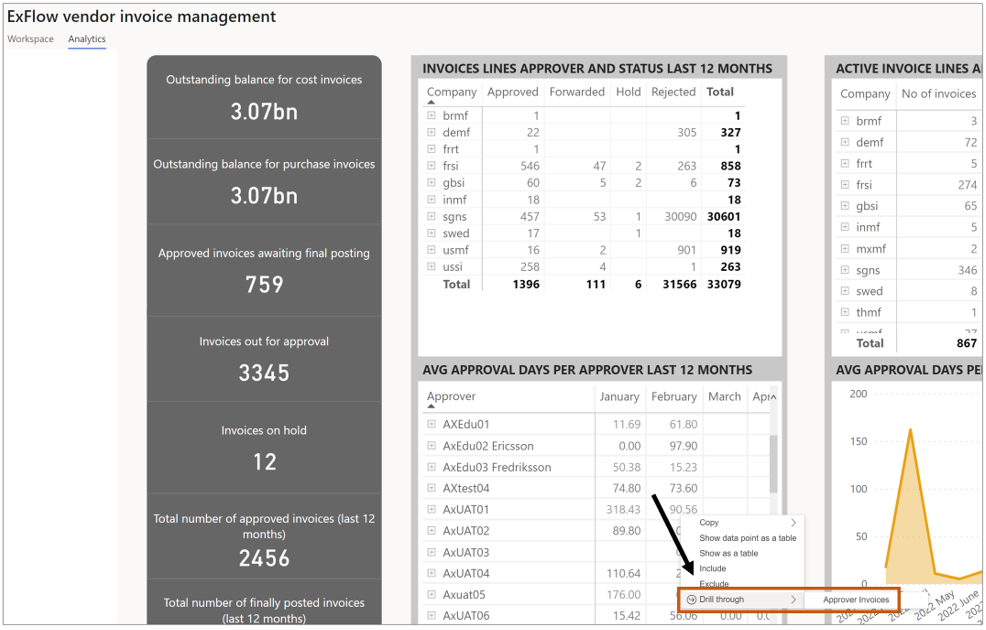 ExFlow vendor invoice management
Workspace Analytics
Outstanding balance for cost invoices
3.07bn
Outstanding balance for purchase invoices
3.07bn
Approved invoices awaiting final posting
759
Invoices out for approval
3345
Invoices on hold
12
Total number of approved invoices (last 12
months)
2456
Total number of finally posted invoices
(last 12 months)
INVOICES LINES APPROVER AND STATUS LAST 12 MONTHS
Company Approved Forwarded Hold Rejected Total
brmf 1 1
demf 22 305 327
frrt 1 1
frsi 546 47 2 263 858
gbsi 60 5 2 6 73
inmf 18 18
sgns 457 53 1 30090 30601
swed 17 1 18
usmf 16 2 901 919
ussi 258 4 1 263
Total 1396 111 6 31566 33079
AVG APPROVAL DAYS PER APPROVER LAST 12 MONTHS
Approver January February March Apr
AXEdu01 11.69 61.80
AxEdu02 Ericsson 0.00 97.90
AxEdu03 Fredriksson 50.38 15.23
AXtest04 74.80 73.60
AxUAT01 318.43 90.56
AxUAT02 89.80
AxUAT03
AxUAT04 110.64
Axuat05 176.00
AxUAT06 15.42 56.06
Copy
Show data point as a table
Show as a table
Include
Exclude
Drill through
Approver Invoices
ACTIVE INVOICE LINES A
Company No of invoices
brmf 3
demf 72
frrt 5
frsi 274
gbsi 65
inmf 5
mxmf 2
sgns 346
swed 8
thmf 1
Total 867
AVG APPROVAL DAYS PE
200
150
100
50
0
2022 May
2022 June